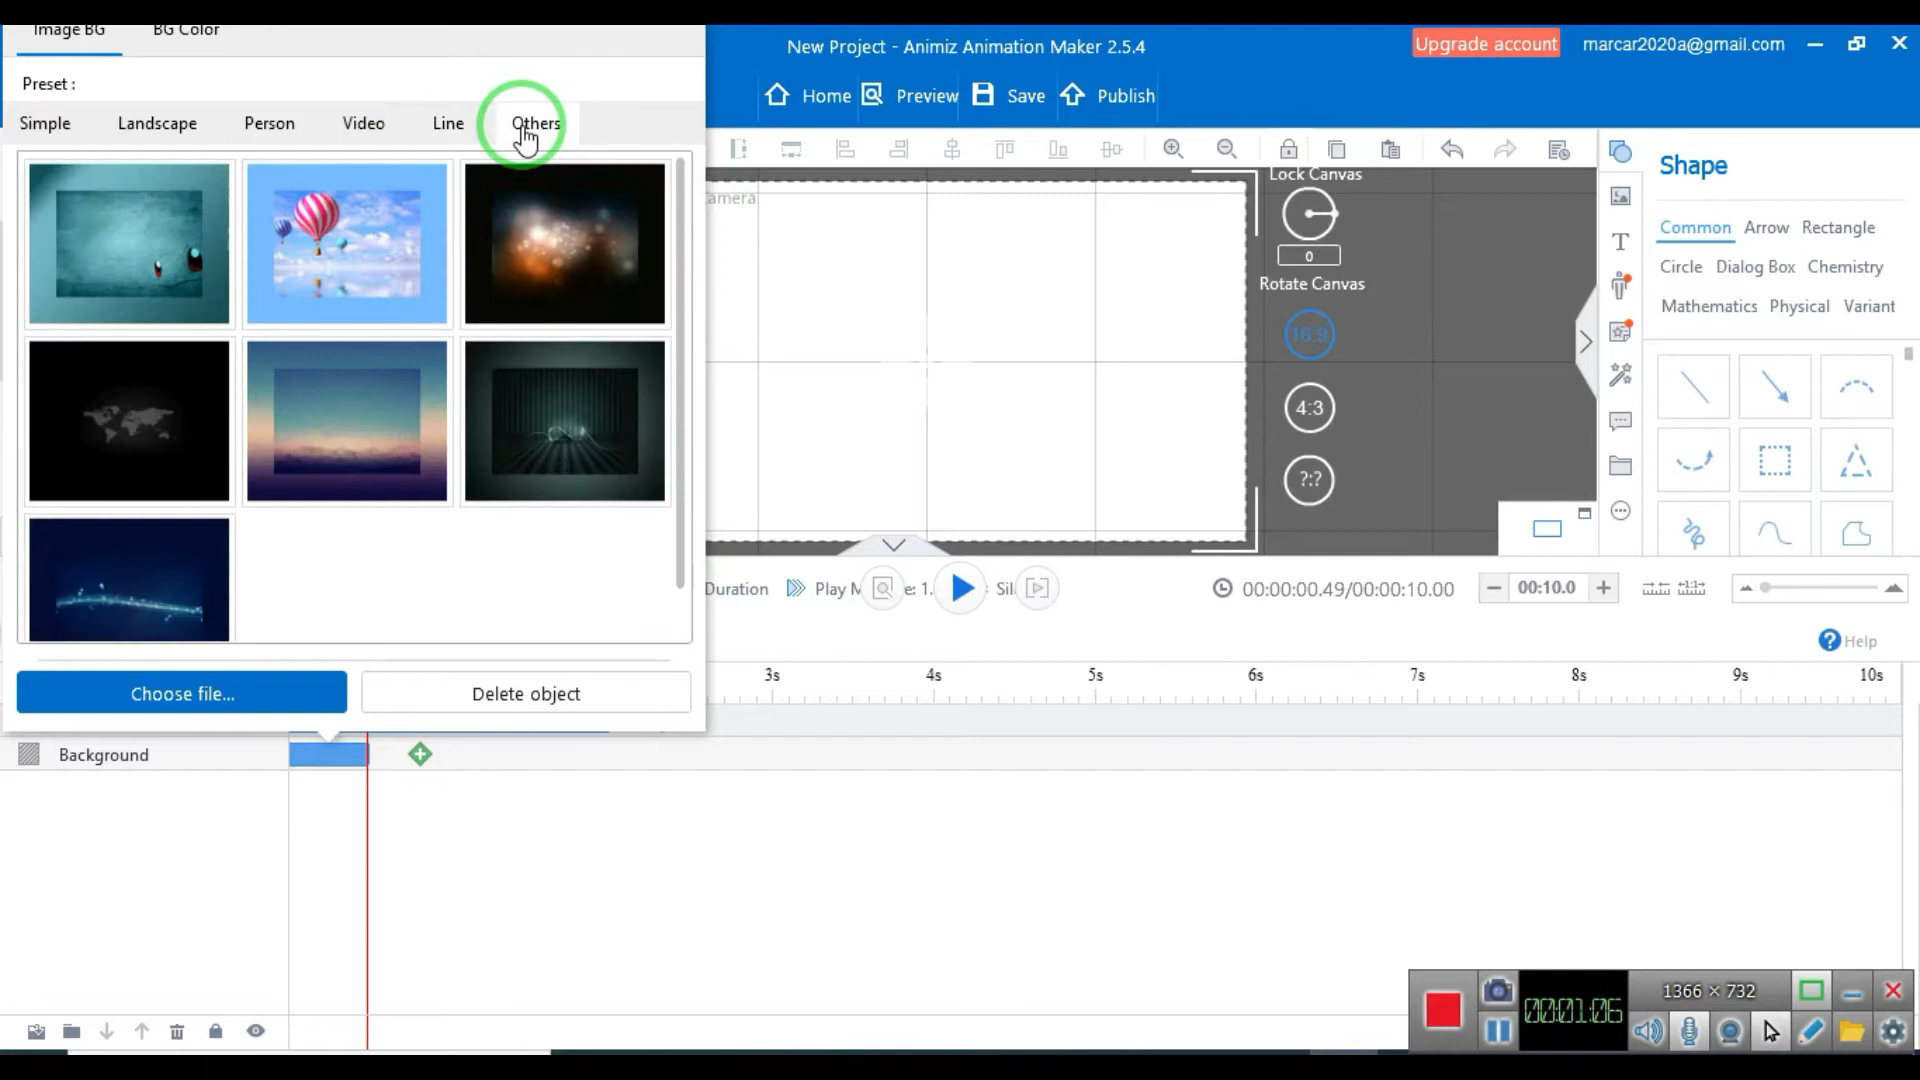 Image BG BG Color
New Project - Animiz Animation Maker 2.5.4
Upgrade account
marcar2020a@gmail.com
Preset :
Home
Preview
Save
Publish
Simple
Landscape
Person
Video
Line
Others
Shape
Lock Canvas
amera
0
Rotate Canvas
16:9
4:3
?:?
Common Arrow Rectangle
Circle Dialog Box Chemistry
Mathematics Physical Variant
Duration
Play M
e: 1.
Sil
00:00:00.49/00:00:10.00
00:10.0
Help
Choose file...
Delete object
3s 4s 5s 6s 7s 8s 9s 10s
Background
1366 × 732
00:01:06